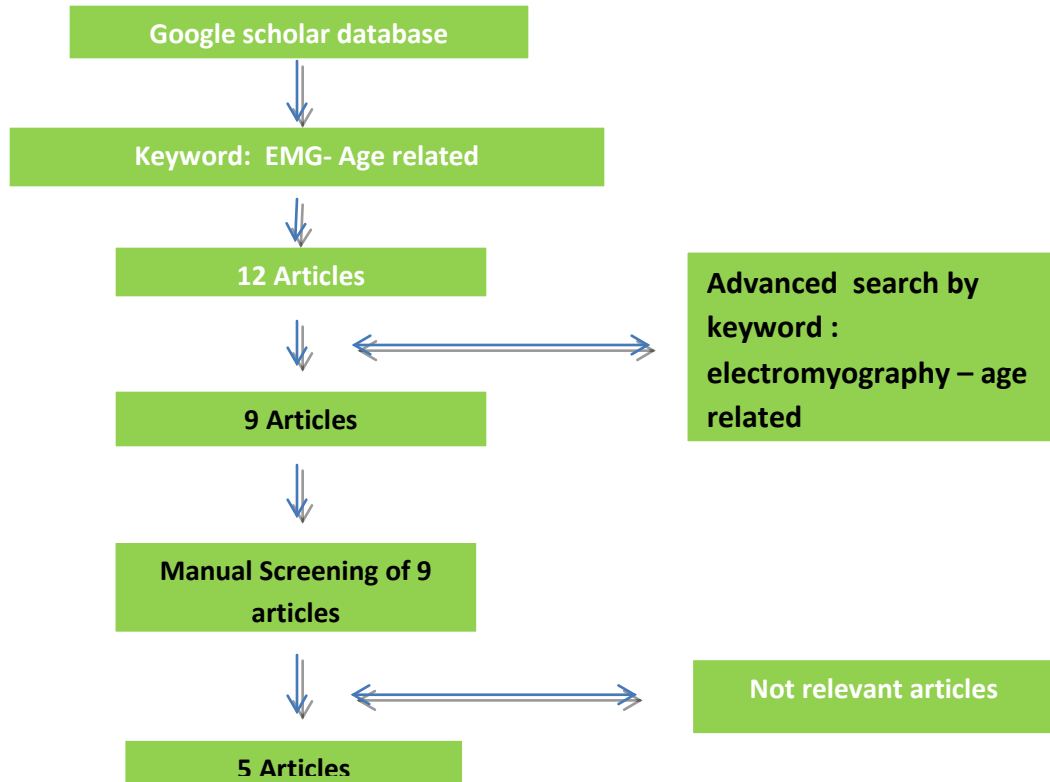 Google scholar database
Keyword: EMG- Age related
12 Articles
Advanced search by
keyword :
electromyography – age
related
9 Articles
Manual Screening of 9
articles
Not relevant articles
5 Articles